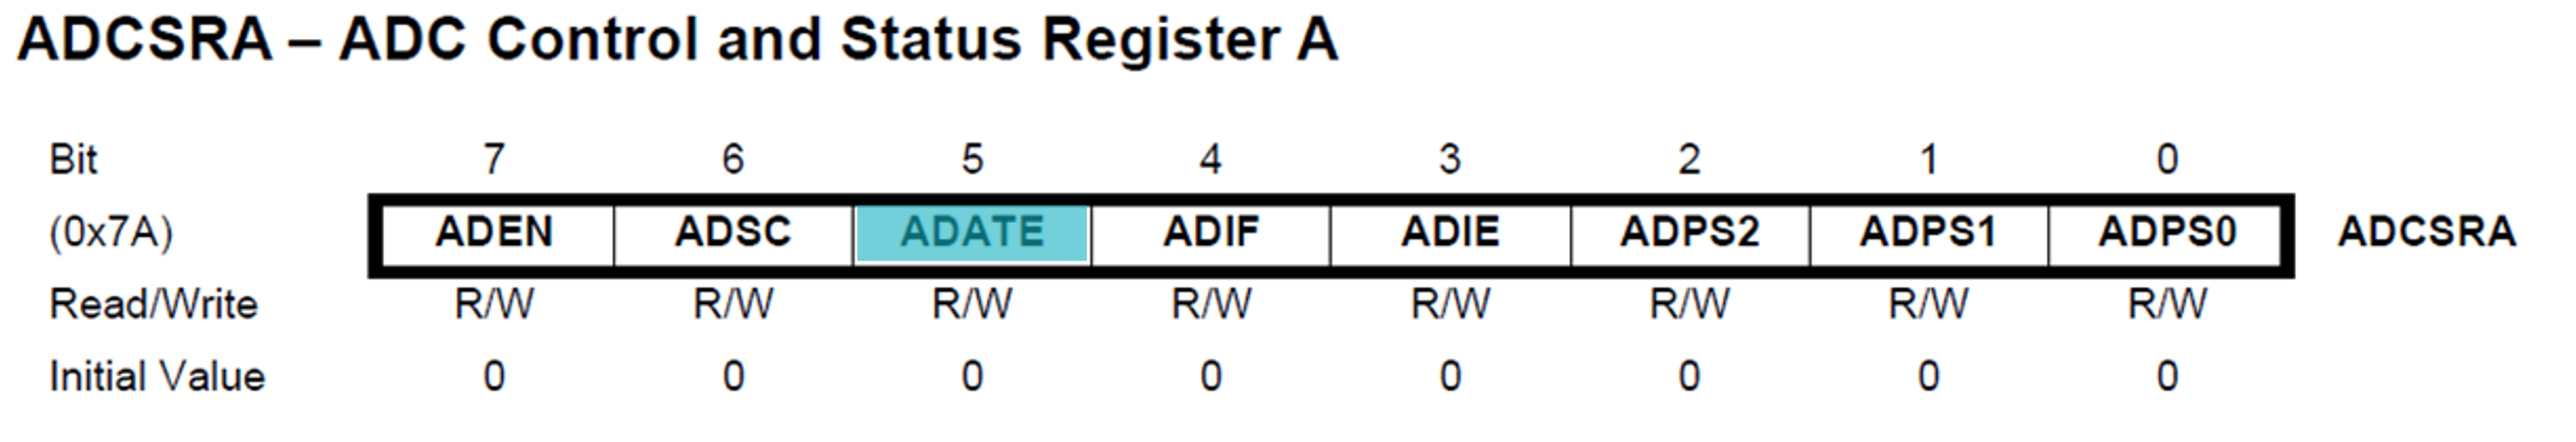 ADCSRA – ADC Control and Status Register A
Bit 7 6 5 4 3 2 1 0
(0x7A) ADEN ADSC ADATE ADIF ADIE ADPS2 ADPS1 ADPS0 ADCSRA
Read/Write R/W R/W R/W R/W R/W R/W R/W R/W
Initial Value 0 0 0 0 0 0 0 0